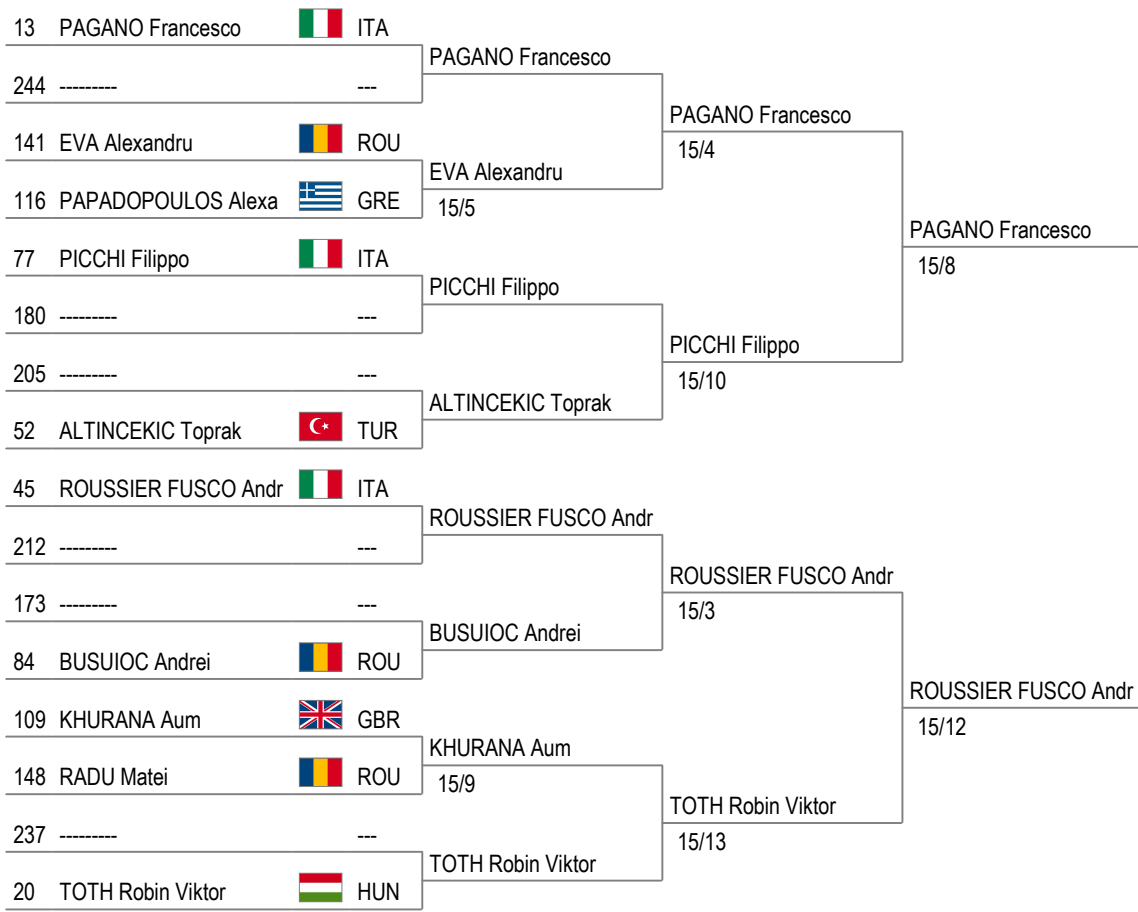 13 PAGANO Francesco ITA
PAGANO Francesco
244 --------- ---
PAGANO Francesco
15/4
141 EVA Alexandru ROU
EVA Alexandru
15/5
116 PAPADOPOULOS Alexa GRE
PAGANO Francesco
15/8
77 PICCHI Filippo ITA
PICCHI Filippo
180 --------- ---
PICCHI Filippo
15/10
205 --------- ---
ALTINCEKIC Toprak
52 ALTINCEKIC Toprak TUR
45 ROUSSIER FUSCO Andr ITA
ROUSSIER FUSCO Andr
212 --------- ---
ROUSSIER FUSCO Andr
15/3
173 --------- ---
BUSUIOC Andrei
84 BUSUIOC Andrei ROU
ROUSSIER FUSCO Andr
15/12
109 KHURANA Aum GBR
KHURANA Aum
15/9
148 RADU Matei ROU
TOTH Robin Viktor
15/13
237 --------- ---
TOTH Robin Viktor
20 TOTH Robin Viktor HUN